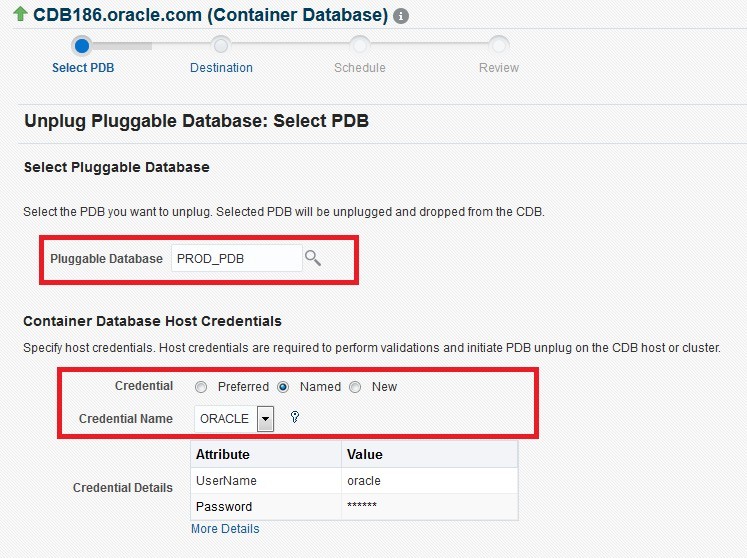 CDB186.oracle.com (Container Database) i
Select PDB Destination Schedule Review
Unplug Pluggable Database: Select PDB
Select Pluggable Database
Select the PDB you want to unplug. Selected PDB will be unplugged and dropped from the CDB.
Pluggable Database PROD_PDB
Container Database Host Credentials
Specify host credentials. Host credentials are required to perform validations and initiate PDB unplug on the CDB host or cluster.
Credential Preferred Named New
Credential Name ORACLE
Attribute Value
UserName oracle
Credential Details
Password ******
More Details